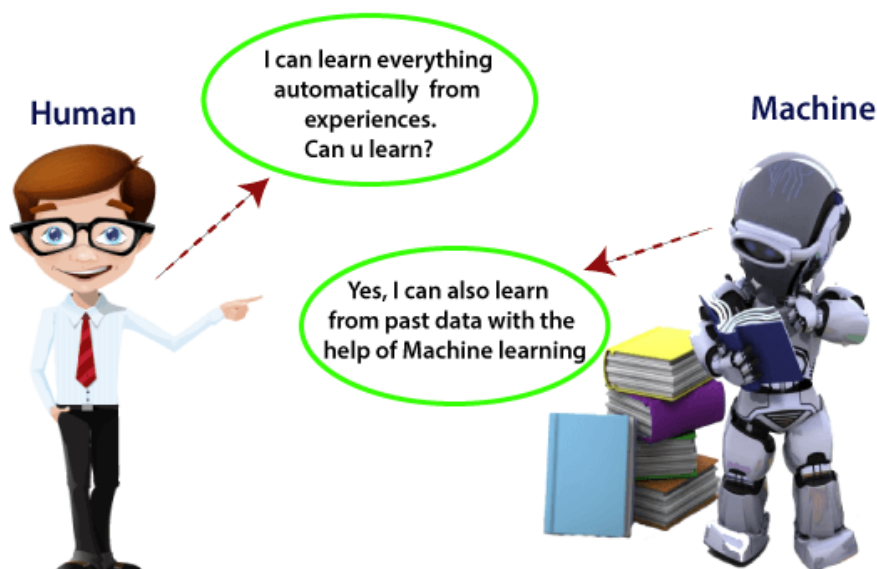 Human
I can learn everything
automatically from
experiences.
Can u learn?
Machine
Yes, I can also learn
from past data with the
help of Machine learning